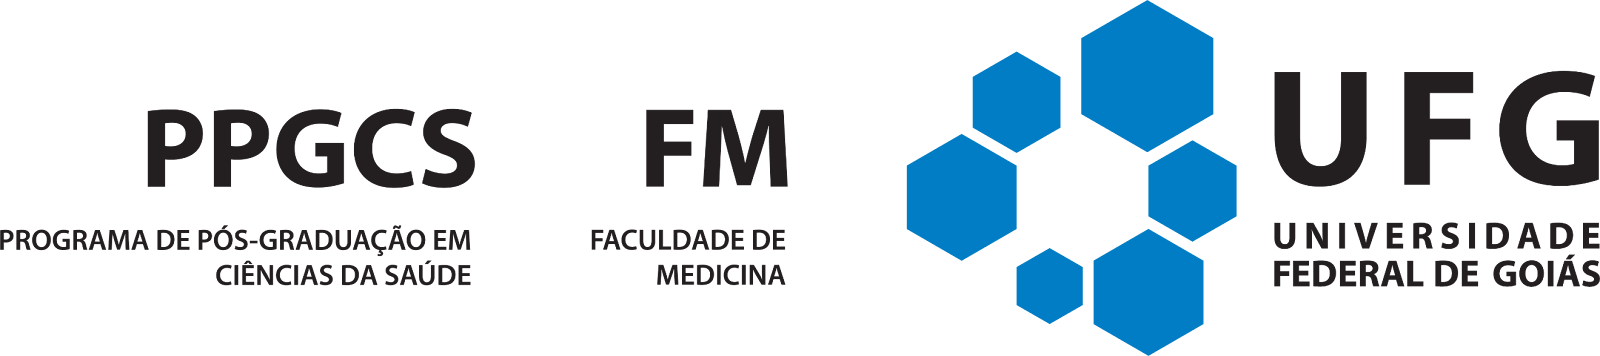 PPGCS
PROGRAMA DE PÓS-GRADUAÇÃO EM
CIÊNCIAS DA SAÚDE
FM
FACULDADE DE
MEDICINA
UFG
UNIVERSIDADE
FEDERAL DE GOIÁS